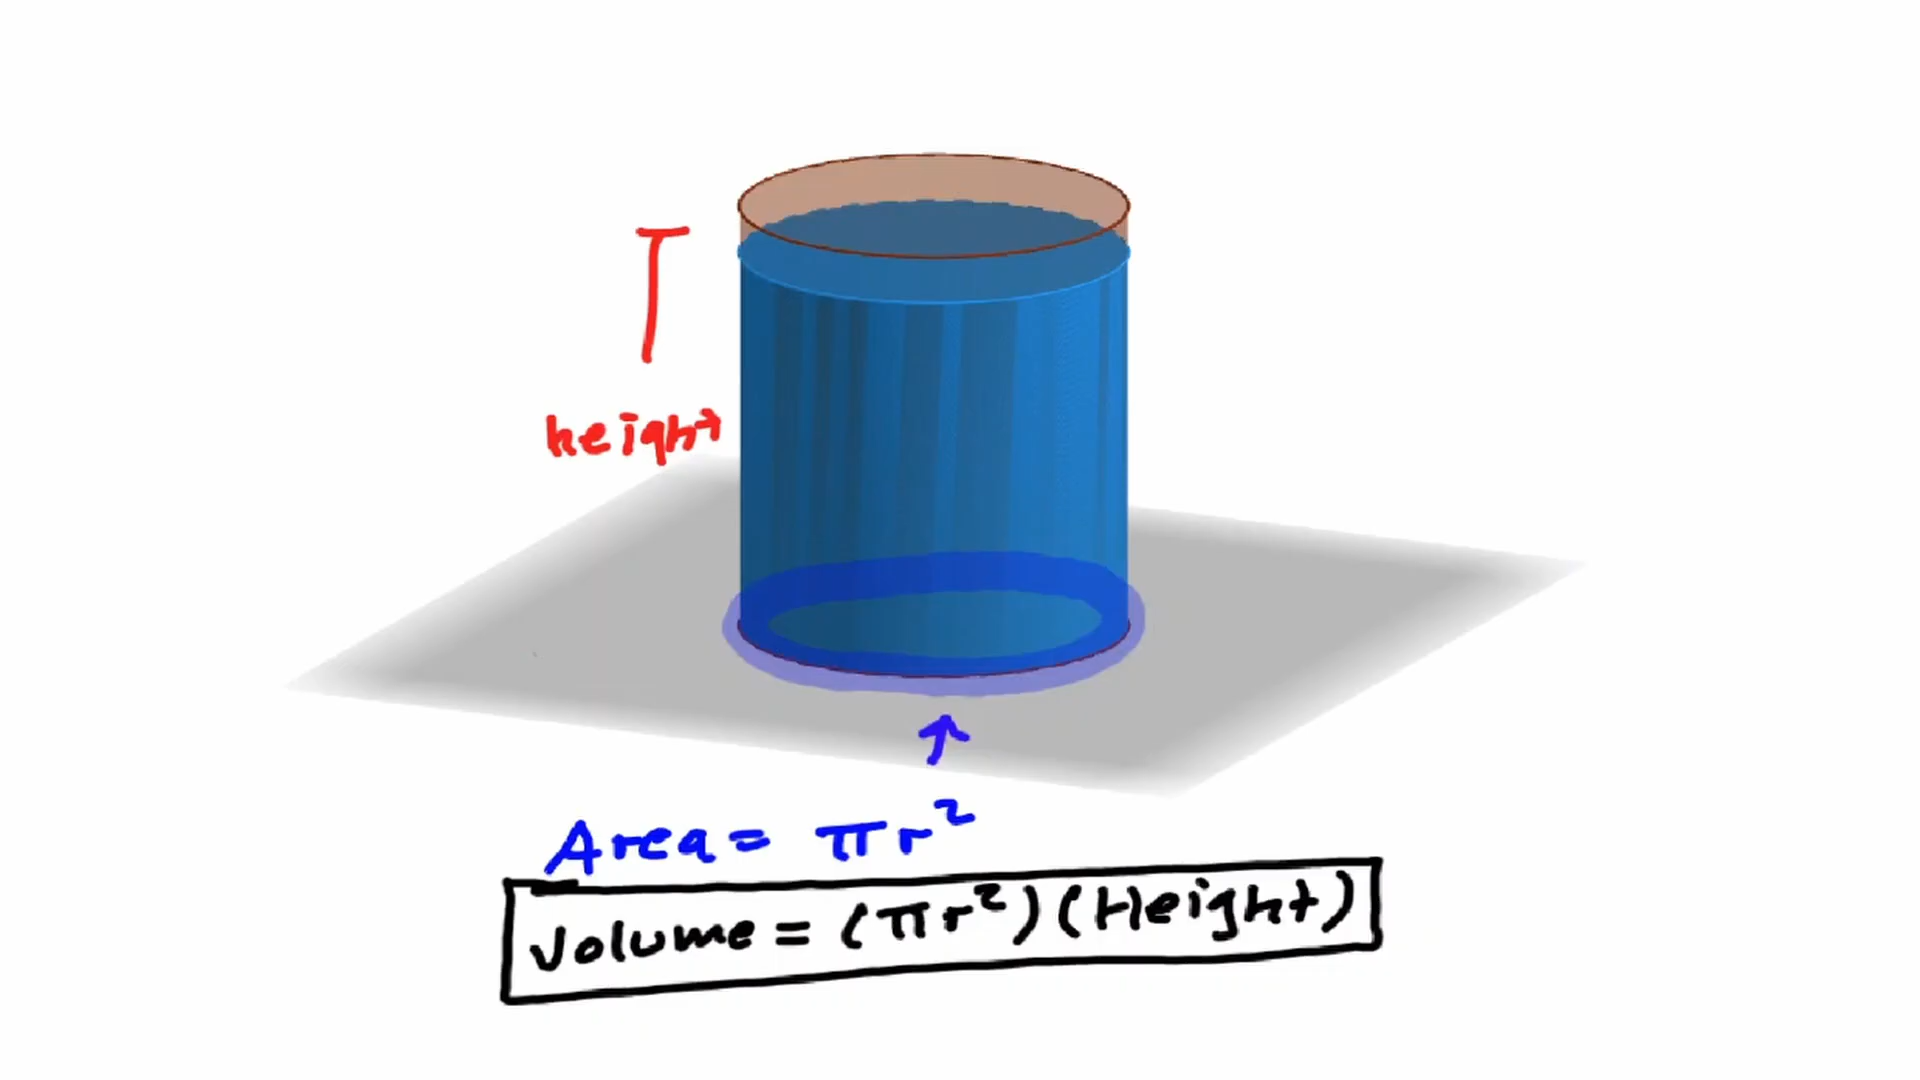 height
Area = πr²
Volume = (πr²)(Height)